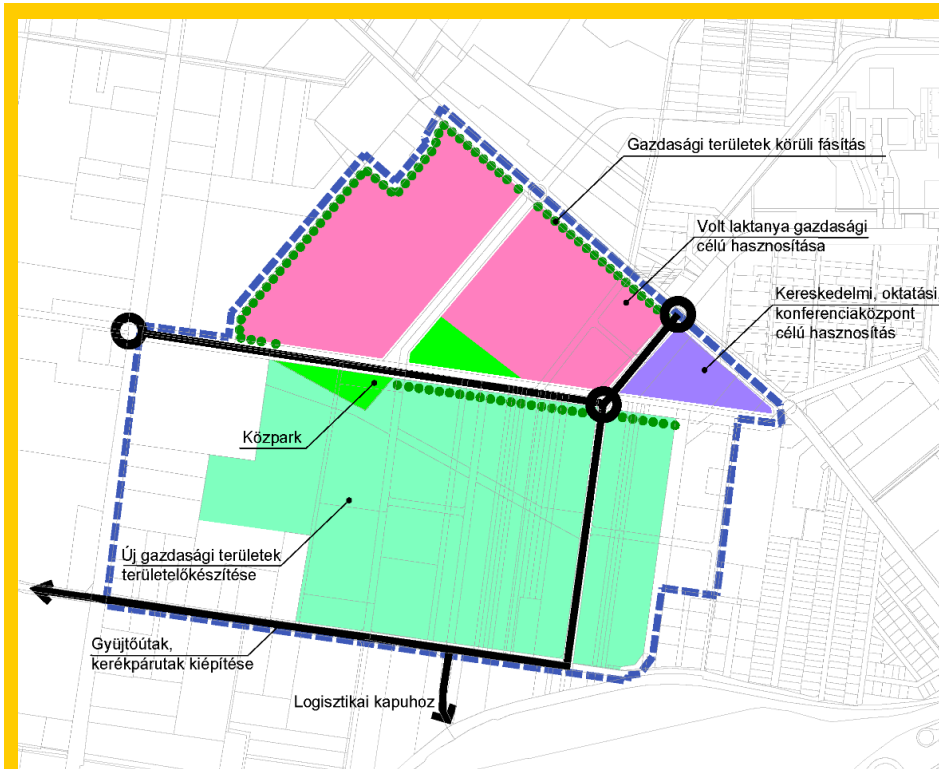 Gazdasági területek körüli fásítás
Volt laktanya gazdasági
célú hasznosítása
Kereskedelmi, oktatási
konferenciaközpont
célú hasznosítás
Közpark
Új gazdasági területek
területelőkészítése
Gyüjtőútak,
kerékpárutak kiépítése
Logisztikai kapuhoz